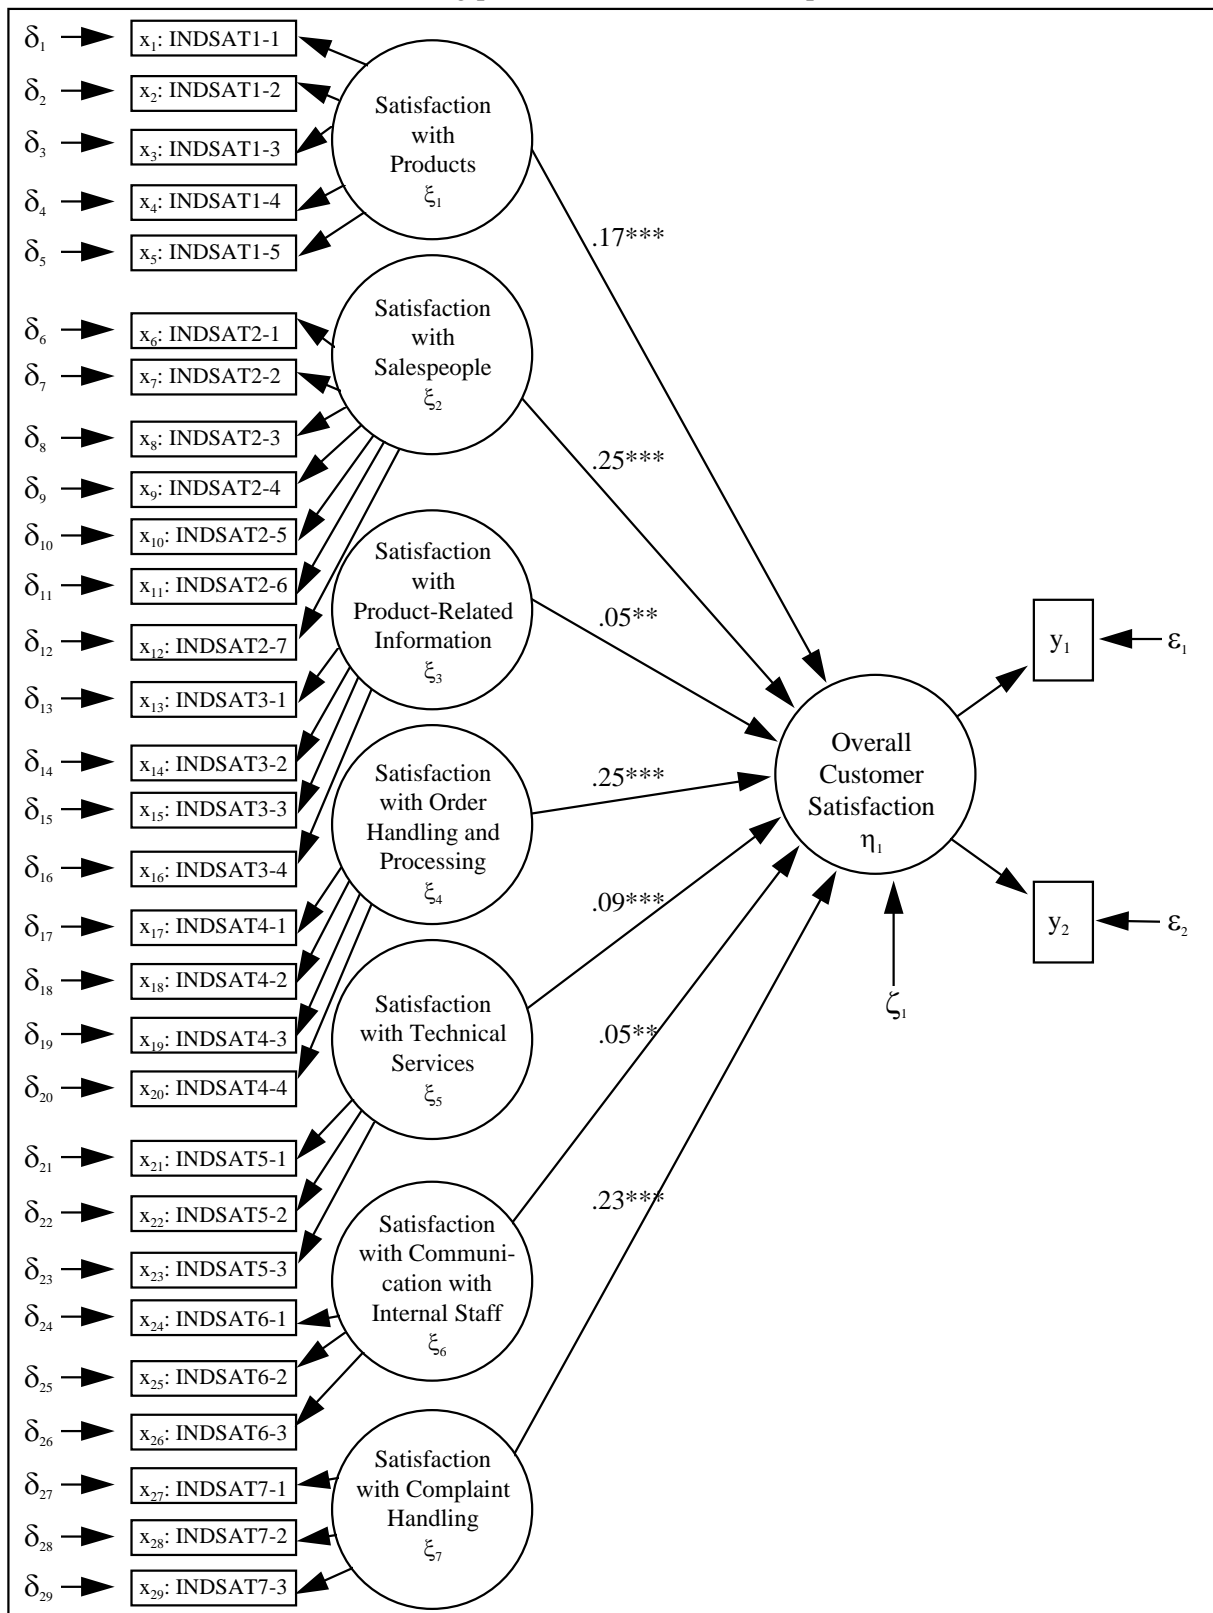 δ₁ x₁: INDSAT1-1
δ₂ x₂: INDSAT1-2
δ₃ x₃: INDSAT1-3
δ₄ x₄: INDSAT1-4
δ₅ x₅: INDSAT1-5
Satisfaction
with
Products
ξ₁
.17***
δ₆ x₆: INDSAT2-1
δ₇ x₇: INDSAT2-2
δ₈ x₈: INDSAT2-3
δ₉ x₉: INDSAT2-4
δ₁₀ x₁₀: INDSAT2-5
δ₁₁ x₁₁: INDSAT2-6
δ₁₂ x₁₂: INDSAT2-7
Satisfaction
with
Salespeople
ξ₂
.25***
δ₁₃ x₁₃: INDSAT3-1
δ₁₄ x₁₄: INDSAT3-2
δ₁₅ x₁₅: INDSAT3-3
δ₁₆ x₁₆: INDSAT3-4
Satisfaction
with
Product-Related
Information
ξ₃
.05**
δ₁₇ x₁₇: INDSAT4-1
δ₁₈ x₁₈: INDSAT4-2
δ₁₉ x₁₉: INDSAT4-3
δ₂₀ x₂₀: INDSAT4-4
Satisfaction
with Order
Handling and
Processing
ξ₄
.25***
δ₂₁ x₂₁: INDSAT5-1
δ₂₂ x₂₂: INDSAT5-2
δ₂₃ x₂₃: INDSAT5-3
Satisfaction
with Technical
Services
ξ₅
.09***
δ₂₄ x₂₄: INDSAT6-1
δ₂₅ x₂₅: INDSAT6-2
δ₂₆ x₂₆: INDSAT6-3
Satisfaction
with Communi-
cation with
Internal Staff
ξ₆
.05**
δ₂₇ x₂₇: INDSAT7-1
δ₂₈ x₂₈: INDSAT7-2
δ₂₉ x₂₉: INDSAT7-3
Satisfaction
with Complaint
Handling
ξ₇
.23***
Overall
Customer
Satisfaction
η₁
ζ₁
y₁ ε₁
y₂ ε₂